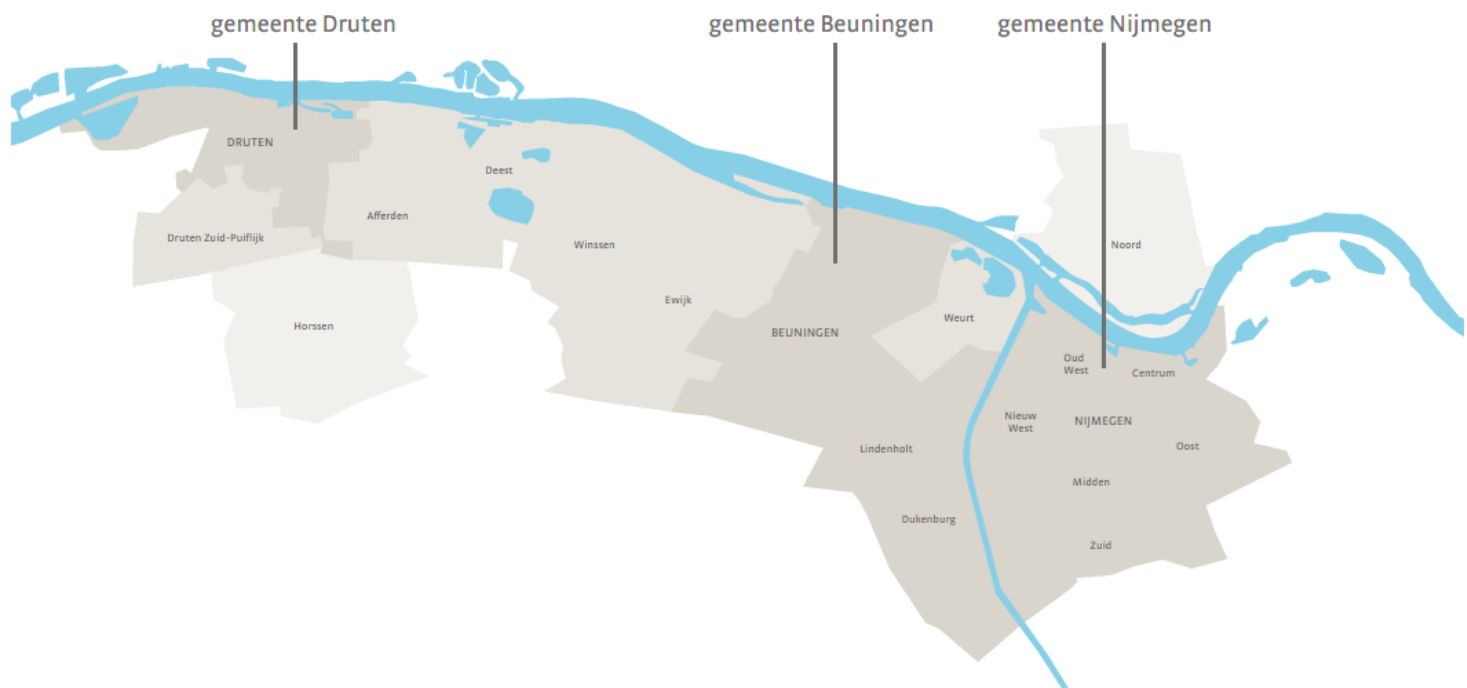 gemeente Druten
gemeente Beuningen
gemeente Nijmegen
DRUTEN
Deest
Afferden
Druten Zuid-Puiflijk
Winssen
Noord
Ewijk
Horssen
Weurt
BEUNINGEN
Oud
West
Centrum
Nieuw
West
NIJMEGEN
Oost
Lindenholt
Midden
Dukenburg
Zuid